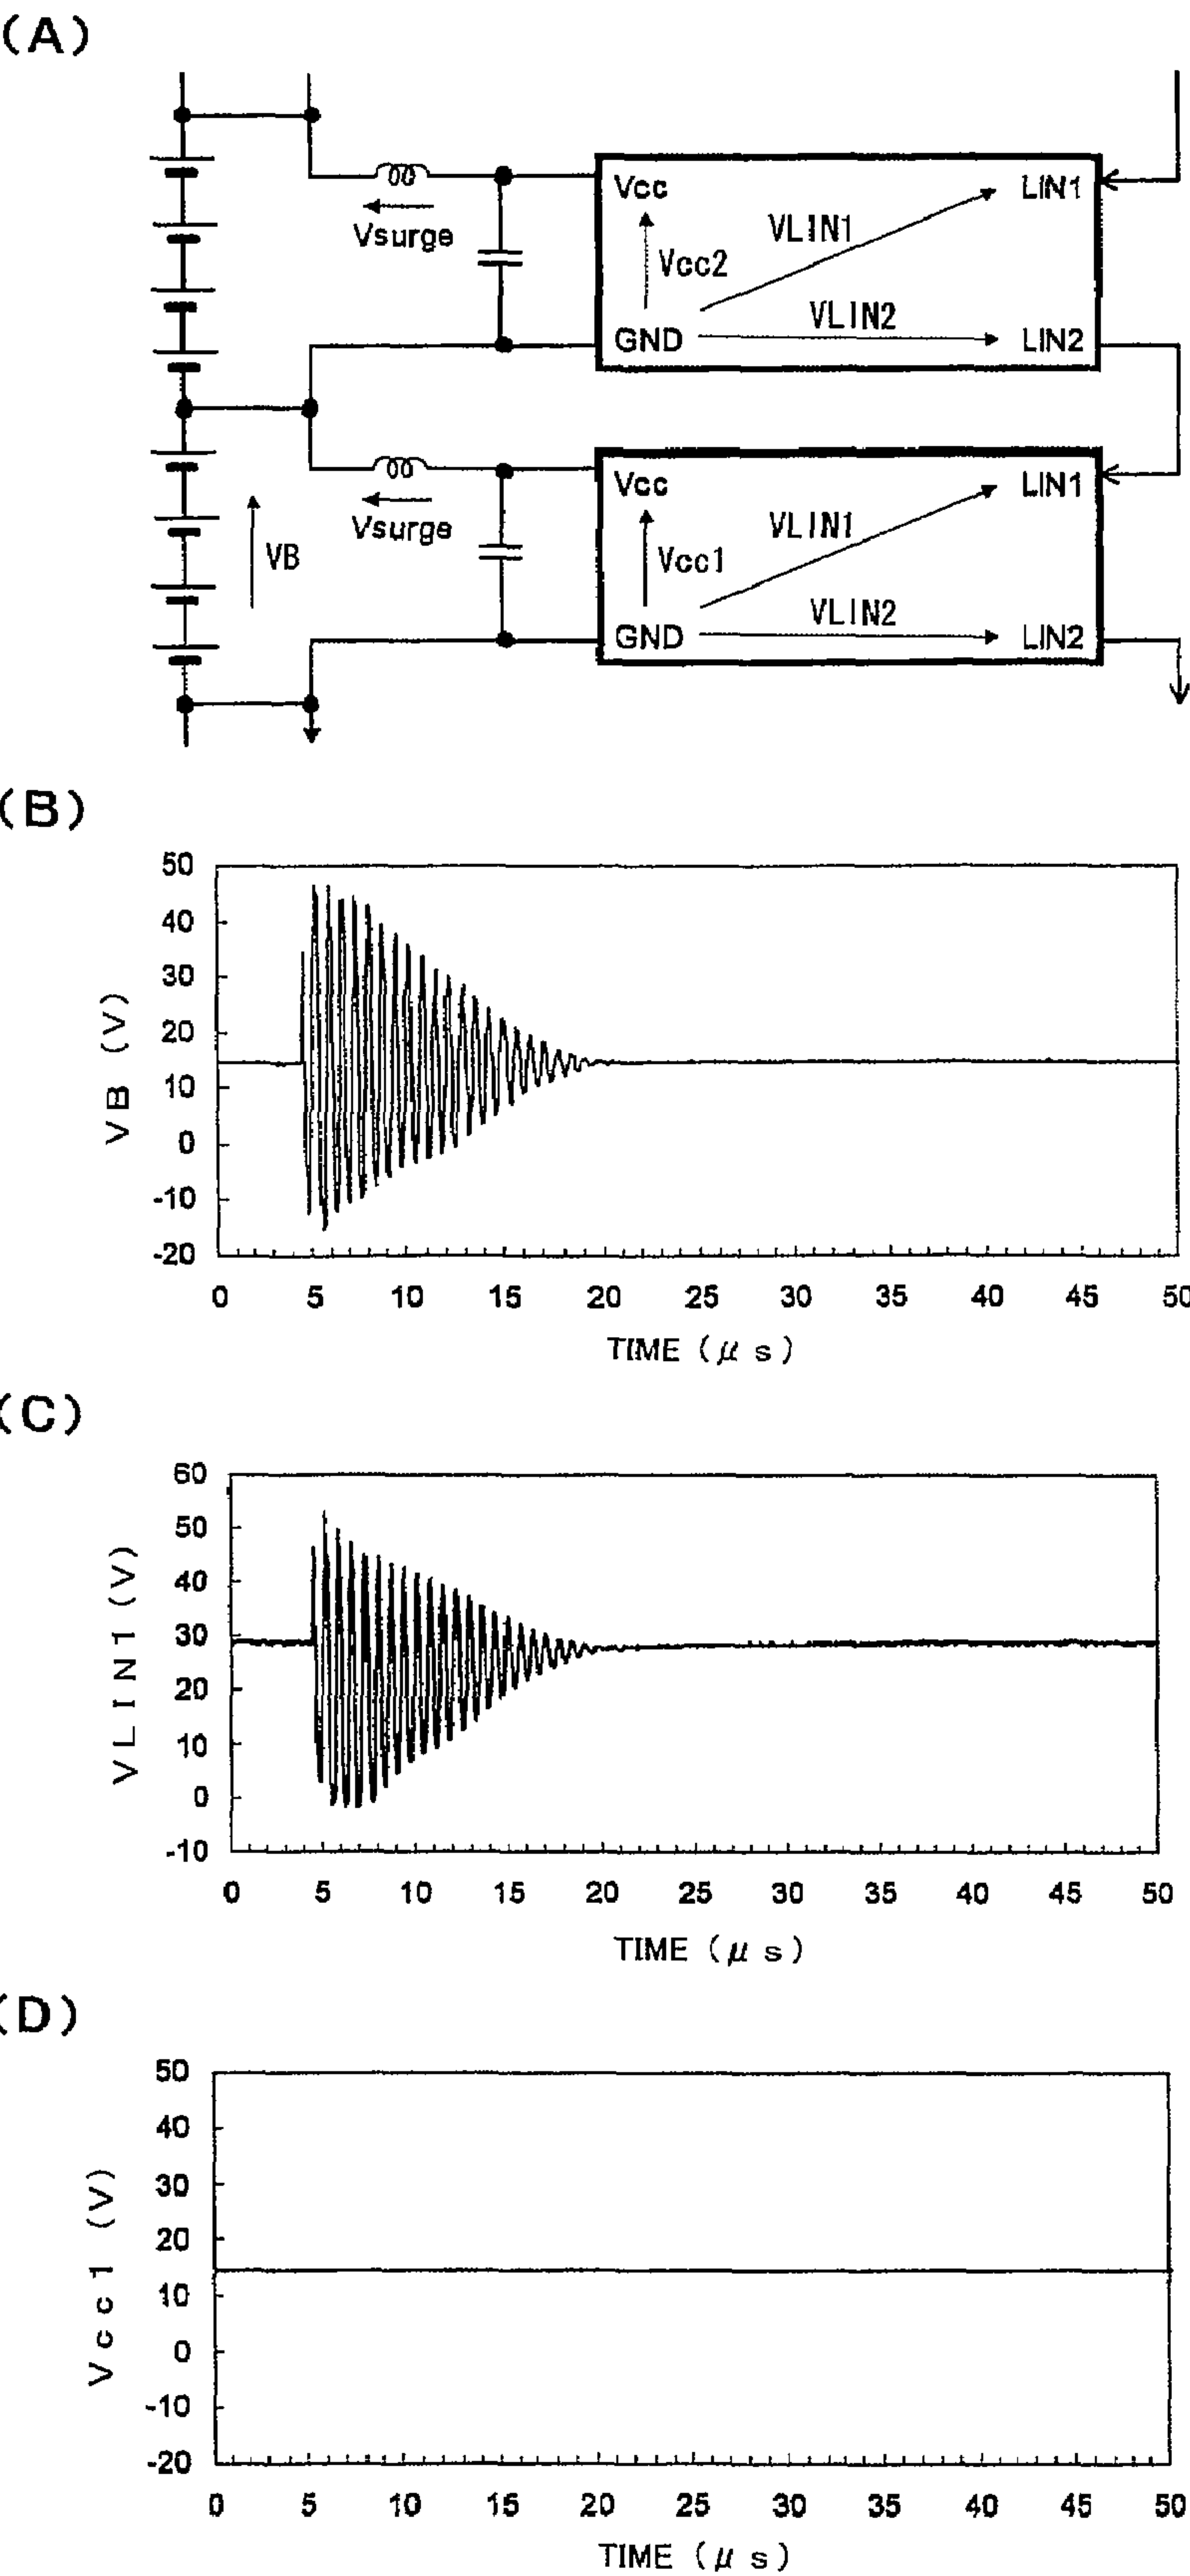 (A)
Vcc
VLIN1
LIN1
Vsurge
Vcc2
VLIN2
GND
LIN2
Vcc
VLIN1
LIN1
Vsurge
VB
Vcc1
VLIN2
GND
LIN2
(B)
50
40
30
20
10
0
-10
-20
VB (V)
0 5 10 15 20 25 30 35 40 45 50
TIME (μs)
(C)
60
50
40
30
20
10
0
-10
VLIN1 (V)
0 5 10 15 20 25 30 35 40 45 50
TIME (μs)
(D)
50
40
30
20
10
0
-10
-20
Vcc1 (V)
0 5 10 15 20 25 30 35 40 45 50
TIME (μs)